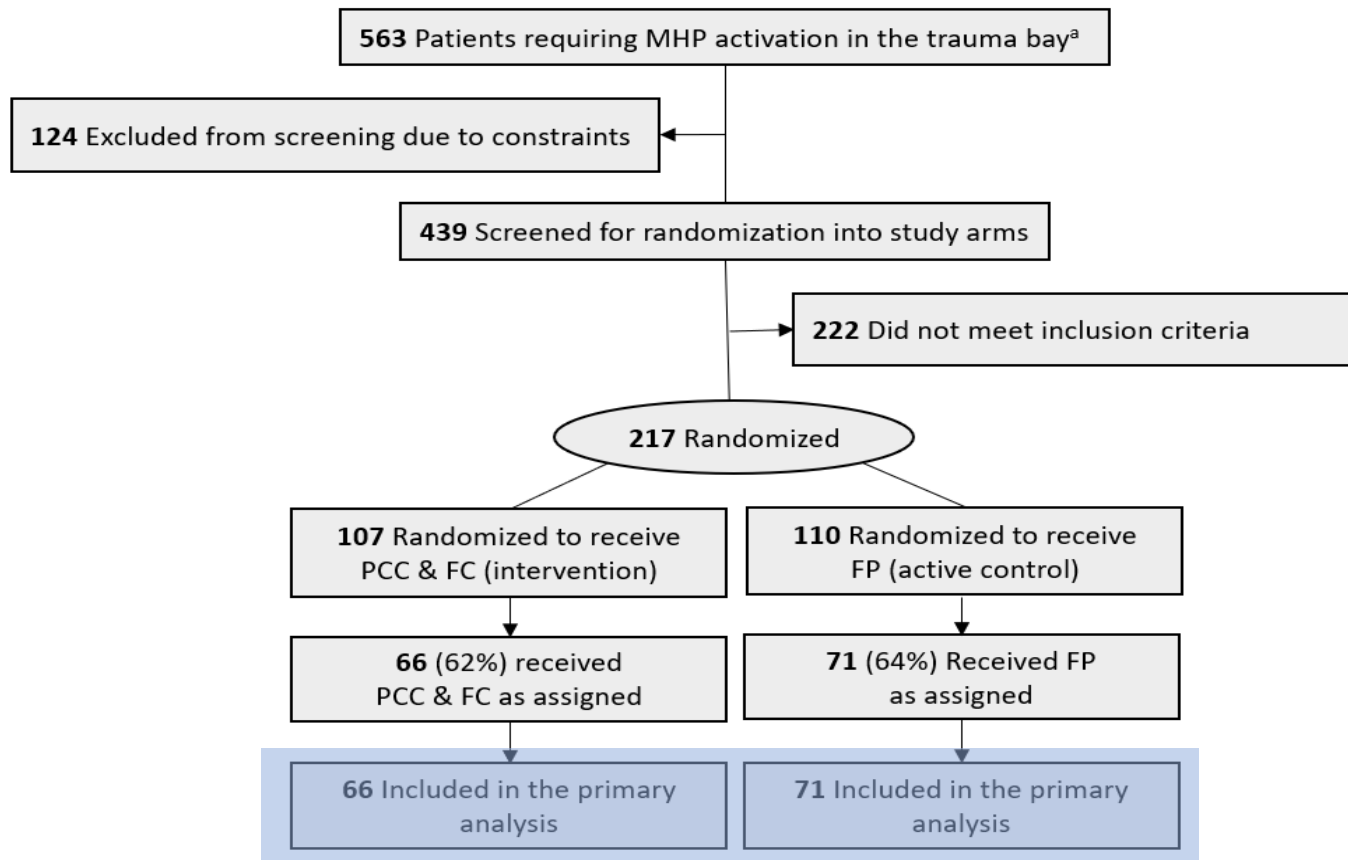 563 Patients requiring MHP activation in the trauma bayᵃ
124 Excluded from screening due to constraints
439 Screened for randomization into study arms
222 Did not meet inclusion criteria
217 Randomized
107 Randomized to receive
PCC & FC (intervention)
110 Randomized to receive
FP (active control)
66 (62%) received
PCC & FC as assigned
71 (64%) Received FP
as assigned
66 Included in the primary
analysis
71 Included in the primary
analysis